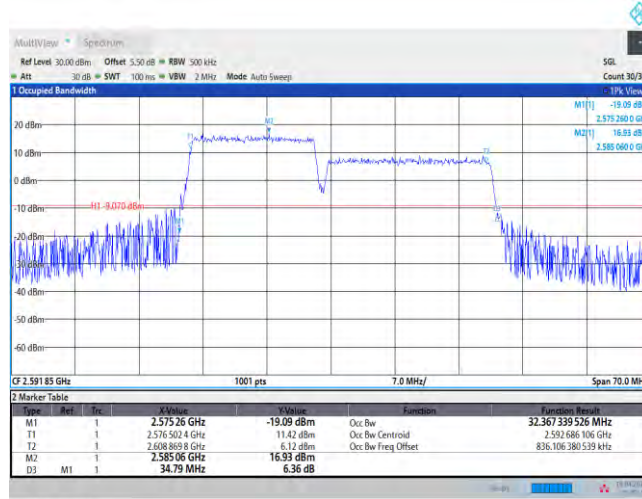 MultiView Spectrum
Ref Level 30.00 dBm Offset 5.50 dB RBW 500 kHz SGL
Att 30 dB SWT 100 ms VBW 2 MHz Mode Auto Sweep Count 30/3
1 Occupied Bandwidth 1Pk View
M1[1] -19.09 dB
2.575 260 0 G
M2[1] 16.93 dB
2.585 060 0 G
M2
20 dBm
T1
10 dBm
T2
0 dBm
-10 dBm
H1 -9.070 dBm
M1
-20 dBm
-30 dBm
-40 dBm
-50 dBm
-60 dBm
CF 2.591 85 GHz 1001 pts 7.0 MHz/ Span 70.0 MH
2 Marker Table
Type Ref Trc X-Value Y-Value Function Function Result
M1 1 2.575 26 GHz -19.09 dBm Occ Bw 32.367 339 526 MHz
T1 1 2.576 502 4 GHz 11.42 dBm Occ Bw Centroid 2.592 686 106 GHz
T2 1 2.608 869 8 GHz 6.12 dBm Occ Bw Freq Offset 836.106 380 539 kHz
M2 1 2.585 06 GHz 16.93 dBm
D3 M1 1 34.79 MHz 6.36 dB